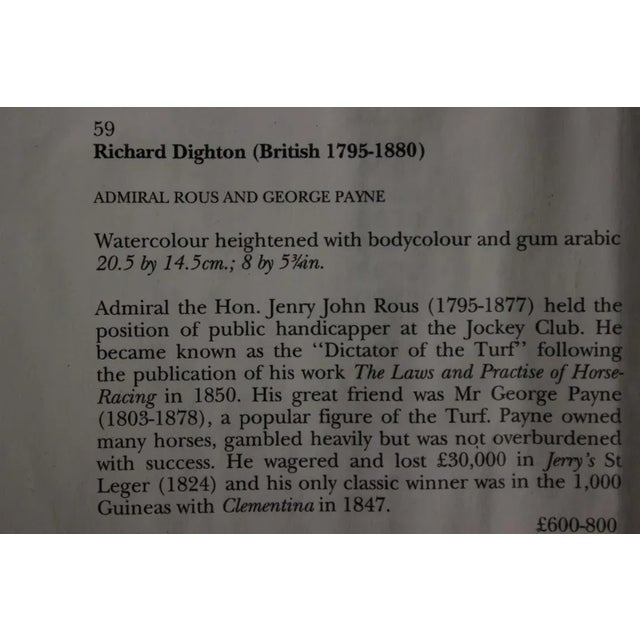 59
Richard Dighton (British 1795-1880)
ADMIRAL ROUS AND GEORGE PAYNE
Watercolour heightened with bodycolour and gum arabic
20.5 by 14.5cm.; 8 by 5¾in.
Admiral the Hon. Jenry John Rous (1795-1877) held the
position of public handicapper at the Jockey Club. He
became known as the "Dictator of the Turf" following
the publication of his work The Laws and Practise of Horse-
Racing in 1850. His great friend was Mr George Payne
(1803-1878), a popular figure of the Turf. Payne owned
many horses, gambled heavily but was not overburdened
with success. He wagered and lost £30,000 in Jerry's St
Leger (1824) and his only classic winner was in the 1,000
Guineas with Clementina in 1847.
£600-800